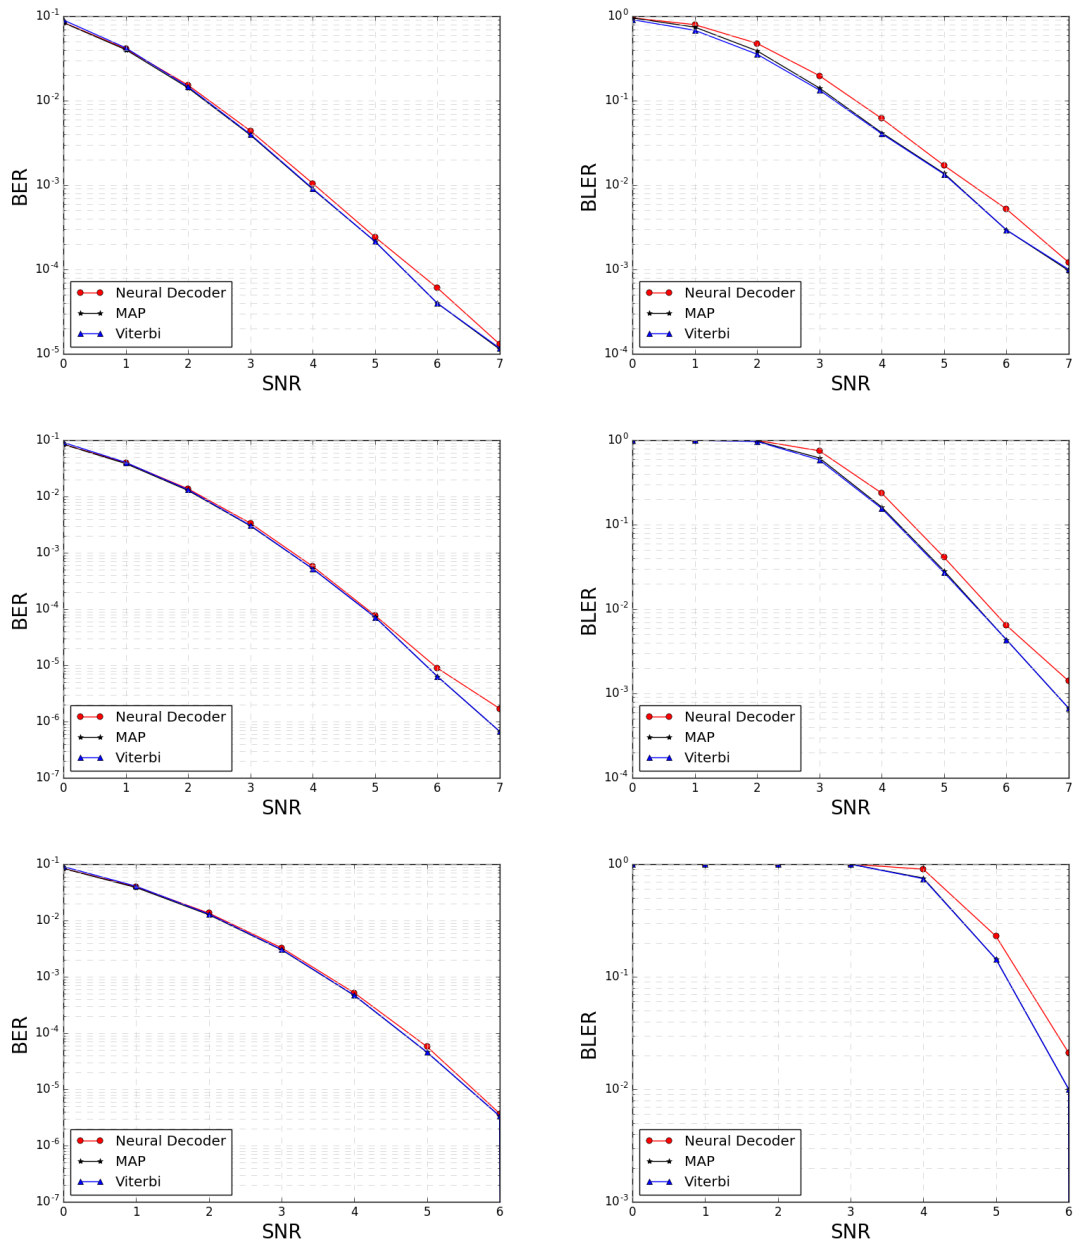 10^-1
10^-2
10^-3
10^-4
10^-5
BER
0 1 2 3 4 5 6 7
SNR
Neural Decoder
MAP
Viterbi
10^0
10^-1
10^-2
10^-3
10^-4
BLER
0 1 2 3 4 5 6 7
SNR
Neural Decoder
MAP
Viterbi
10^-1
10^-2
10^-3
10^-4
10^-5
10^-6
10^-7
BER
0 1 2 3 4 5 6 7
SNR
Neural Decoder
MAP
Viterbi
10^0
10^-1
10^-2
10^-3
10^-4
BLER
0 1 2 3 4 5 6 7
SNR
Neural Decoder
MAP
Viterbi
10^-1
10^-2
10^-3
10^-4
10^-5
10^-6
10^-7
BER
0 1 2 3 4 5 6
SNR
Neural Decoder
MAP
Viterbi
10^0
10^-1
10^-2
10^-3
BLER
0 1 2 3 4 5 6
SNR
Neural Decoder
MAP
Viterbi